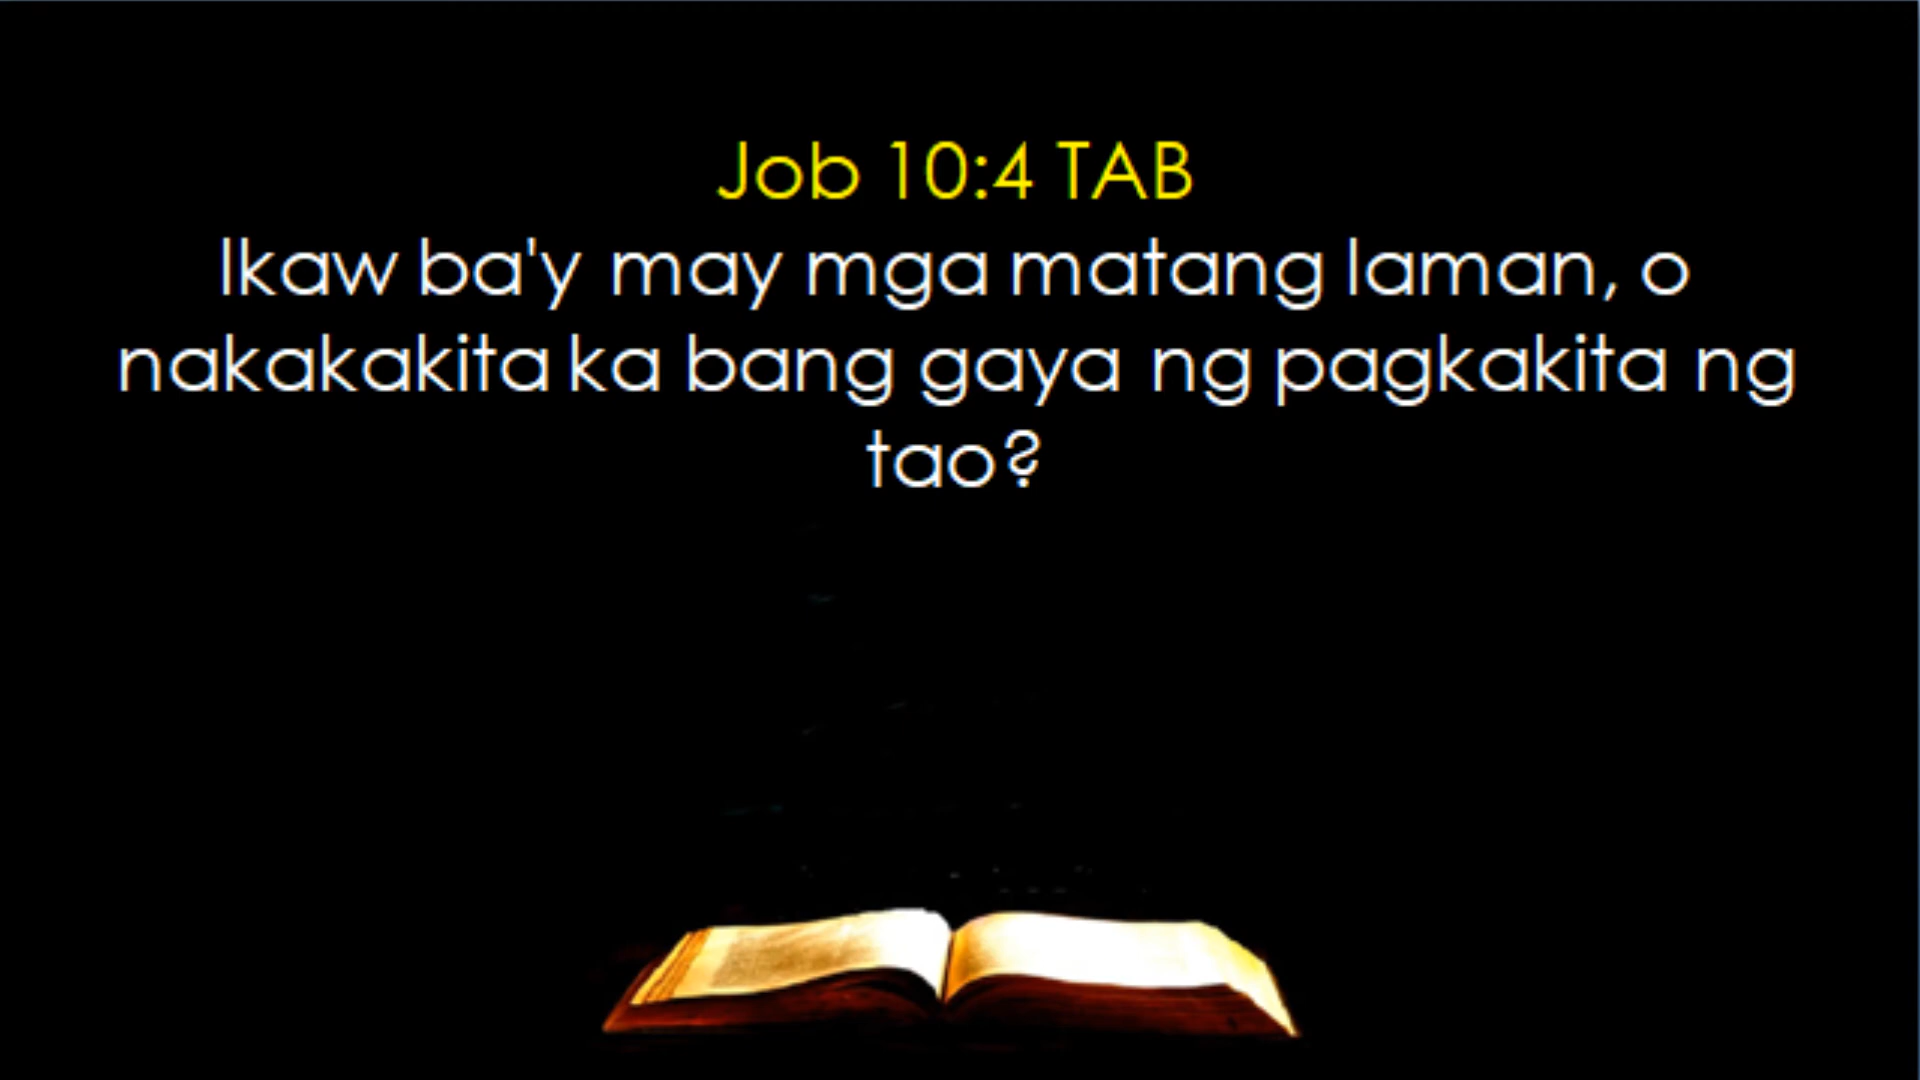 Job 10:4 TAB
Ikaw ba'y may mga matang laman, o
nakakakita ka bang gaya ng pagkakita ng
tao?